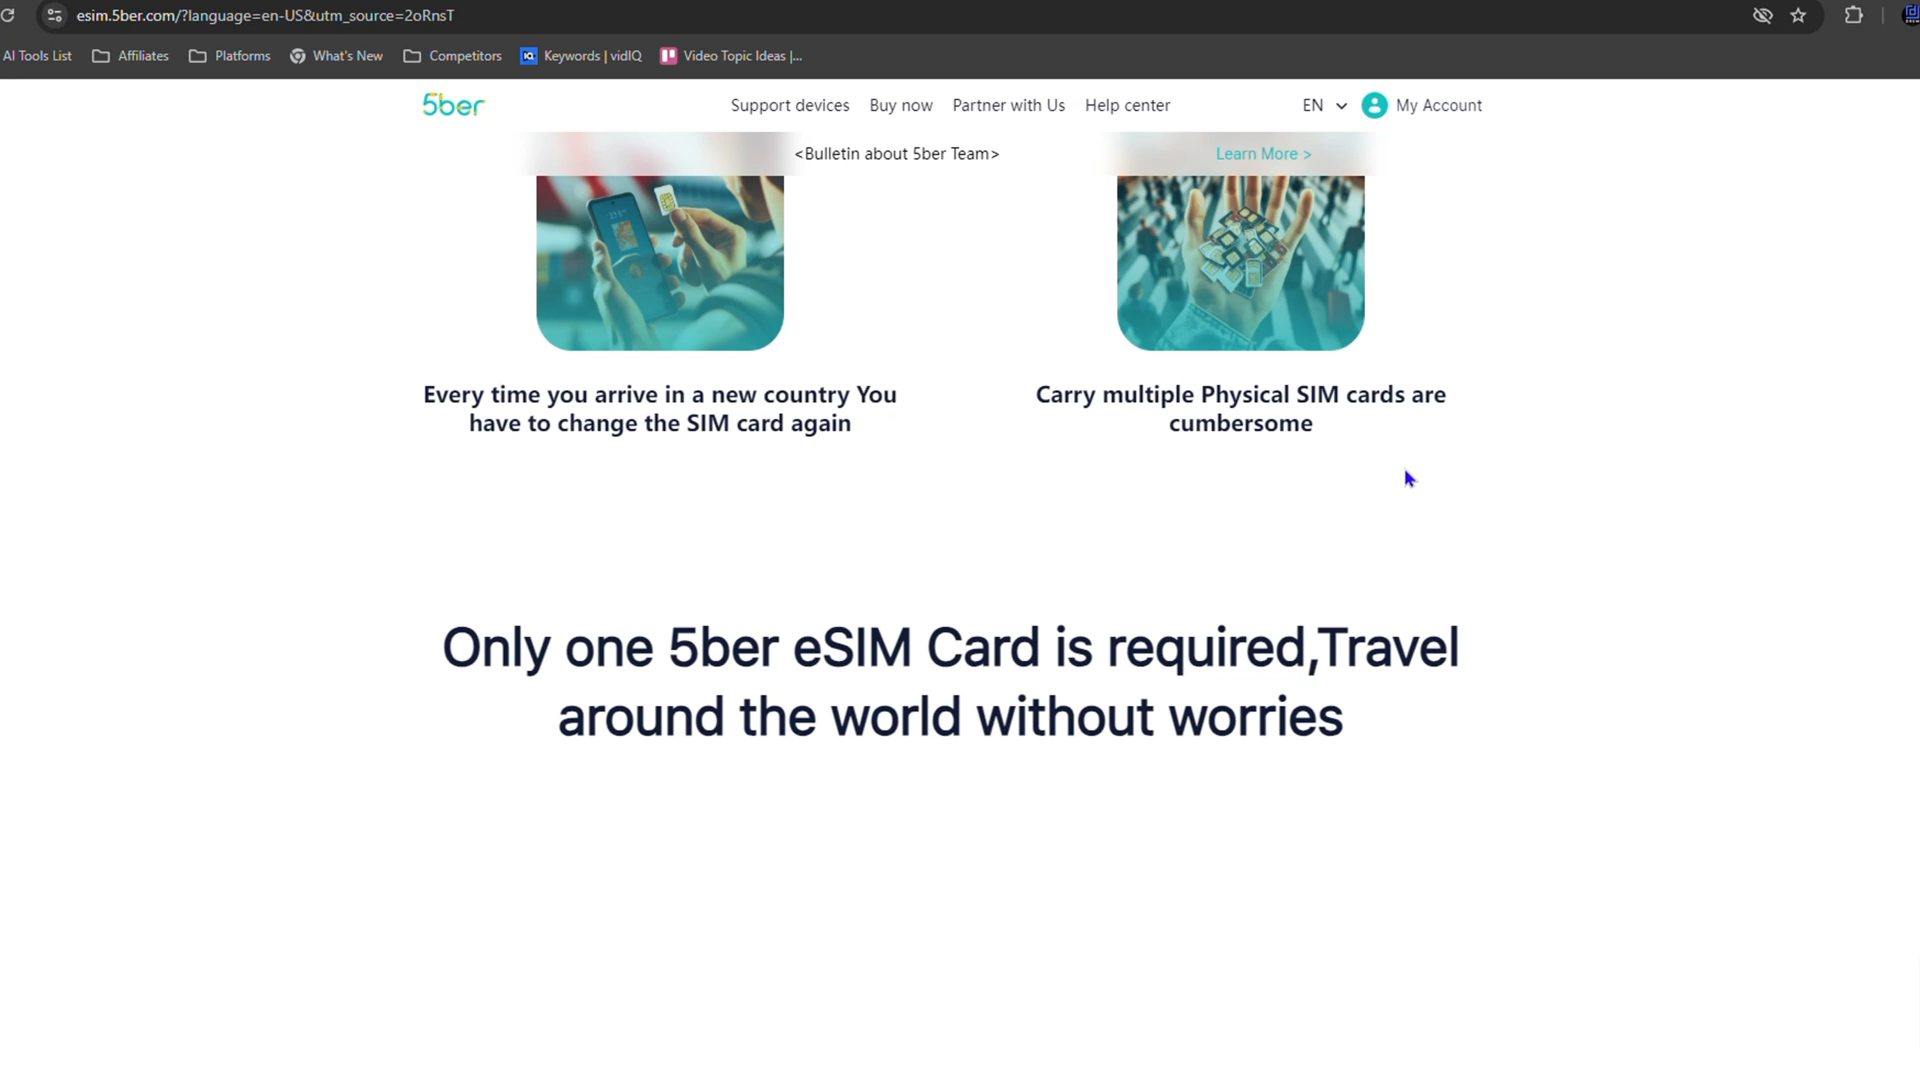 esim.5ber.com/?language=en-US&utm_source=2oRnsT
AI Tools List Affiliates Platforms What's New Competitors Keywords | vidIQ Video Topic Ideas |...
5ber Support devices Buy now Partner with Us Help center EN My Account
<Bulletin about 5ber Team> Learn More >
Every time you arrive in a new country You
have to change the SIM card again
Carry multiple Physical SIM cards are
cumbersome
Only one 5ber eSIM Card is required,Travel
around the world without worries